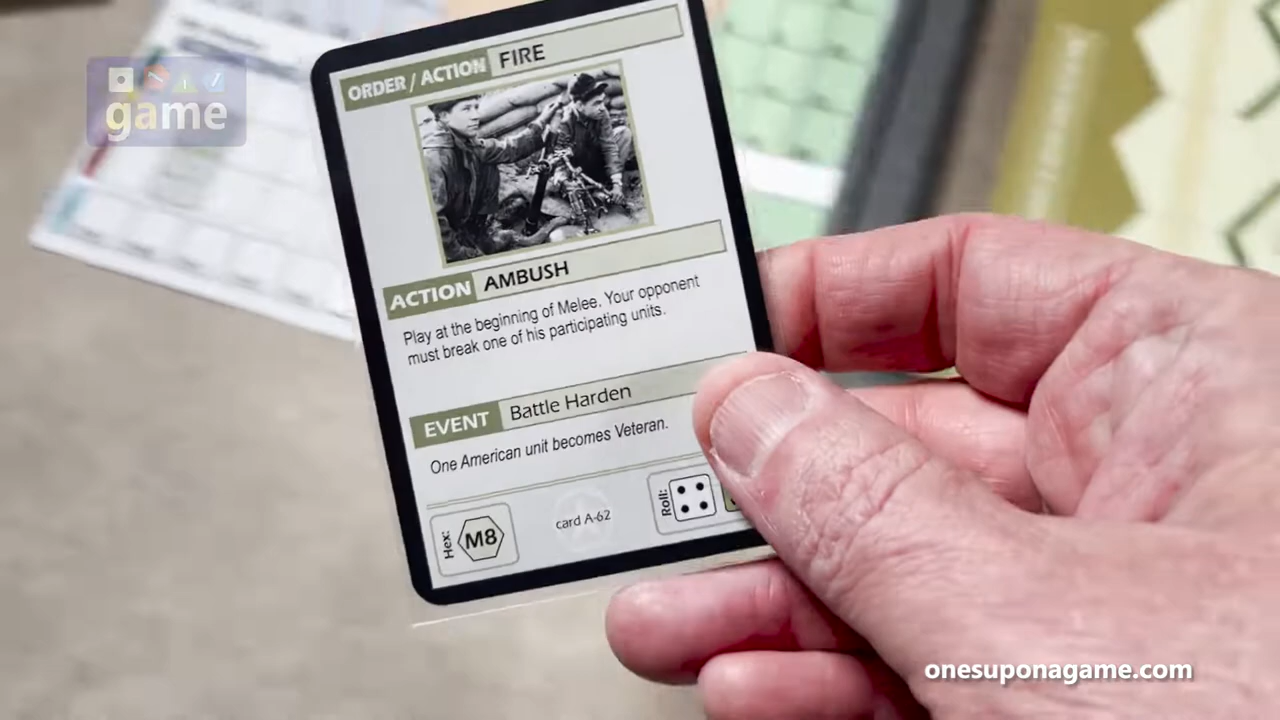 game
ORDER / ACTION FIRE
ACTION AMBUSH
Play at the beginning of Melee. Your opponent
must break one of his participating units.
EVENT Battle Harden
One American unit becomes Veteran.
Hex: M8
card A-62
Roll:
onesuponagame.com